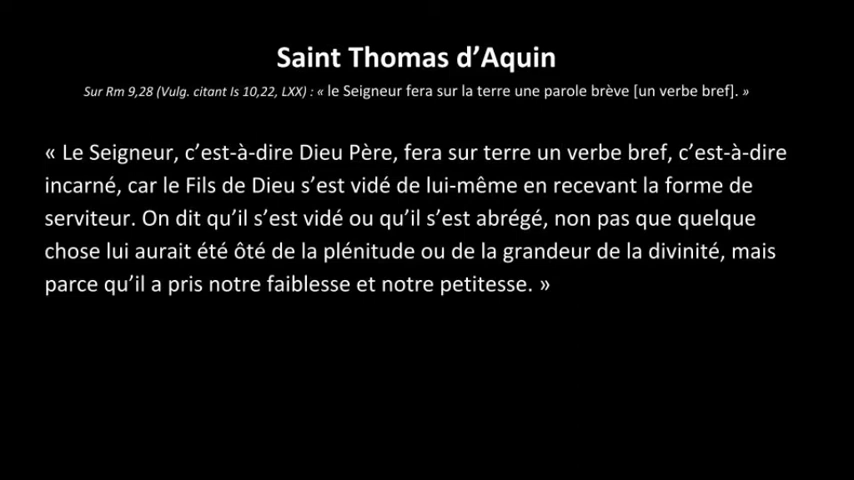 Saint Thomas d’Aquin
Sur Rm 9,28 (Vulg. citant Is 10,22, LXX) : « le Seigneur fera sur la terre une parole brève [un verbe bref]. »
« Le Seigneur, c’est-à-dire Dieu Père, fera sur terre un verbe bref, c’est-à-dire
incarné, car le Fils de Dieu s’est vidé de lui-même en recevant la forme de
serviteur. On dit qu’il s’est vidé ou qu’il s’est abrégé, non pas que quelque
chose lui aurait été ôté de la plénitude ou de la grandeur de la divinité, mais
parce qu’il a pris notre faiblesse et notre petitesse. »